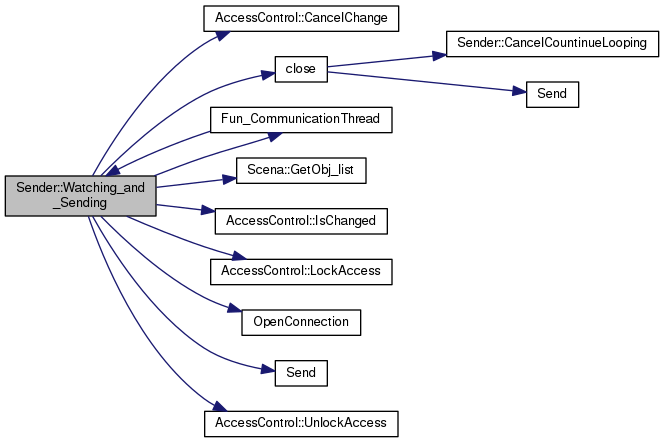 AccessControl::CancelChange
Sender::CancelCountinueLooping
close
Send
Fun_CommunicationThread
Scena::GetObj_list
Sender::Watching_and
_Sending
AccessControl::IsChanged
AccessControl::LockAccess
OpenConnection
Send
AccessControl::UnlockAccess